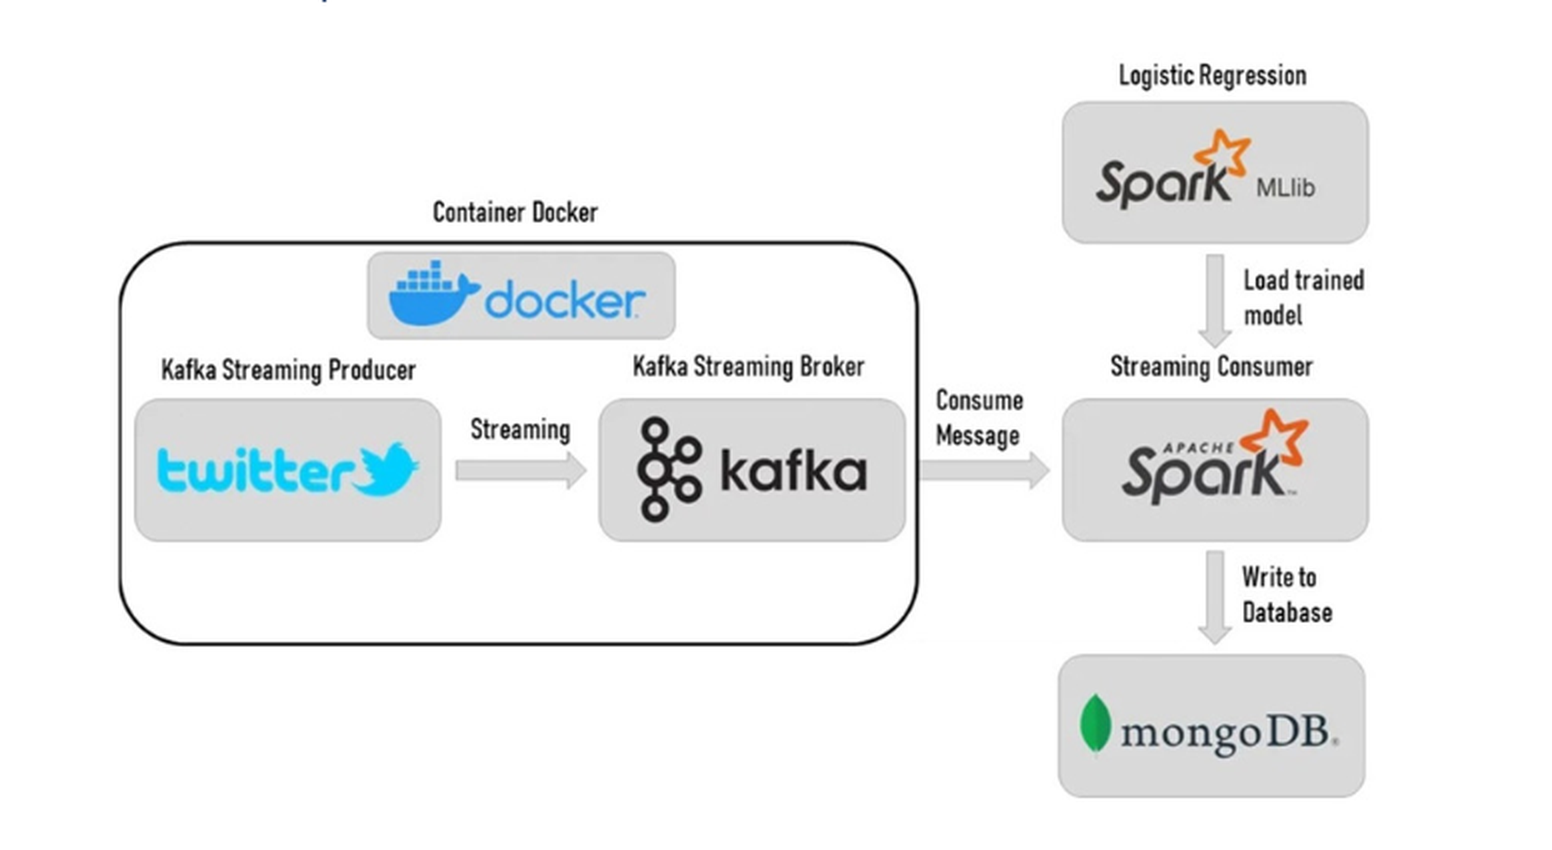 Logistic Regression
Spark MLlib
Container Docker
docker
Load trained
model
Kafka Streaming Producer
Kafka Streaming Broker
Streaming Consumer
Streaming
Consume
Message
twitter
kafka
APACHE
Spark™
Write to
Database
mongoDB®